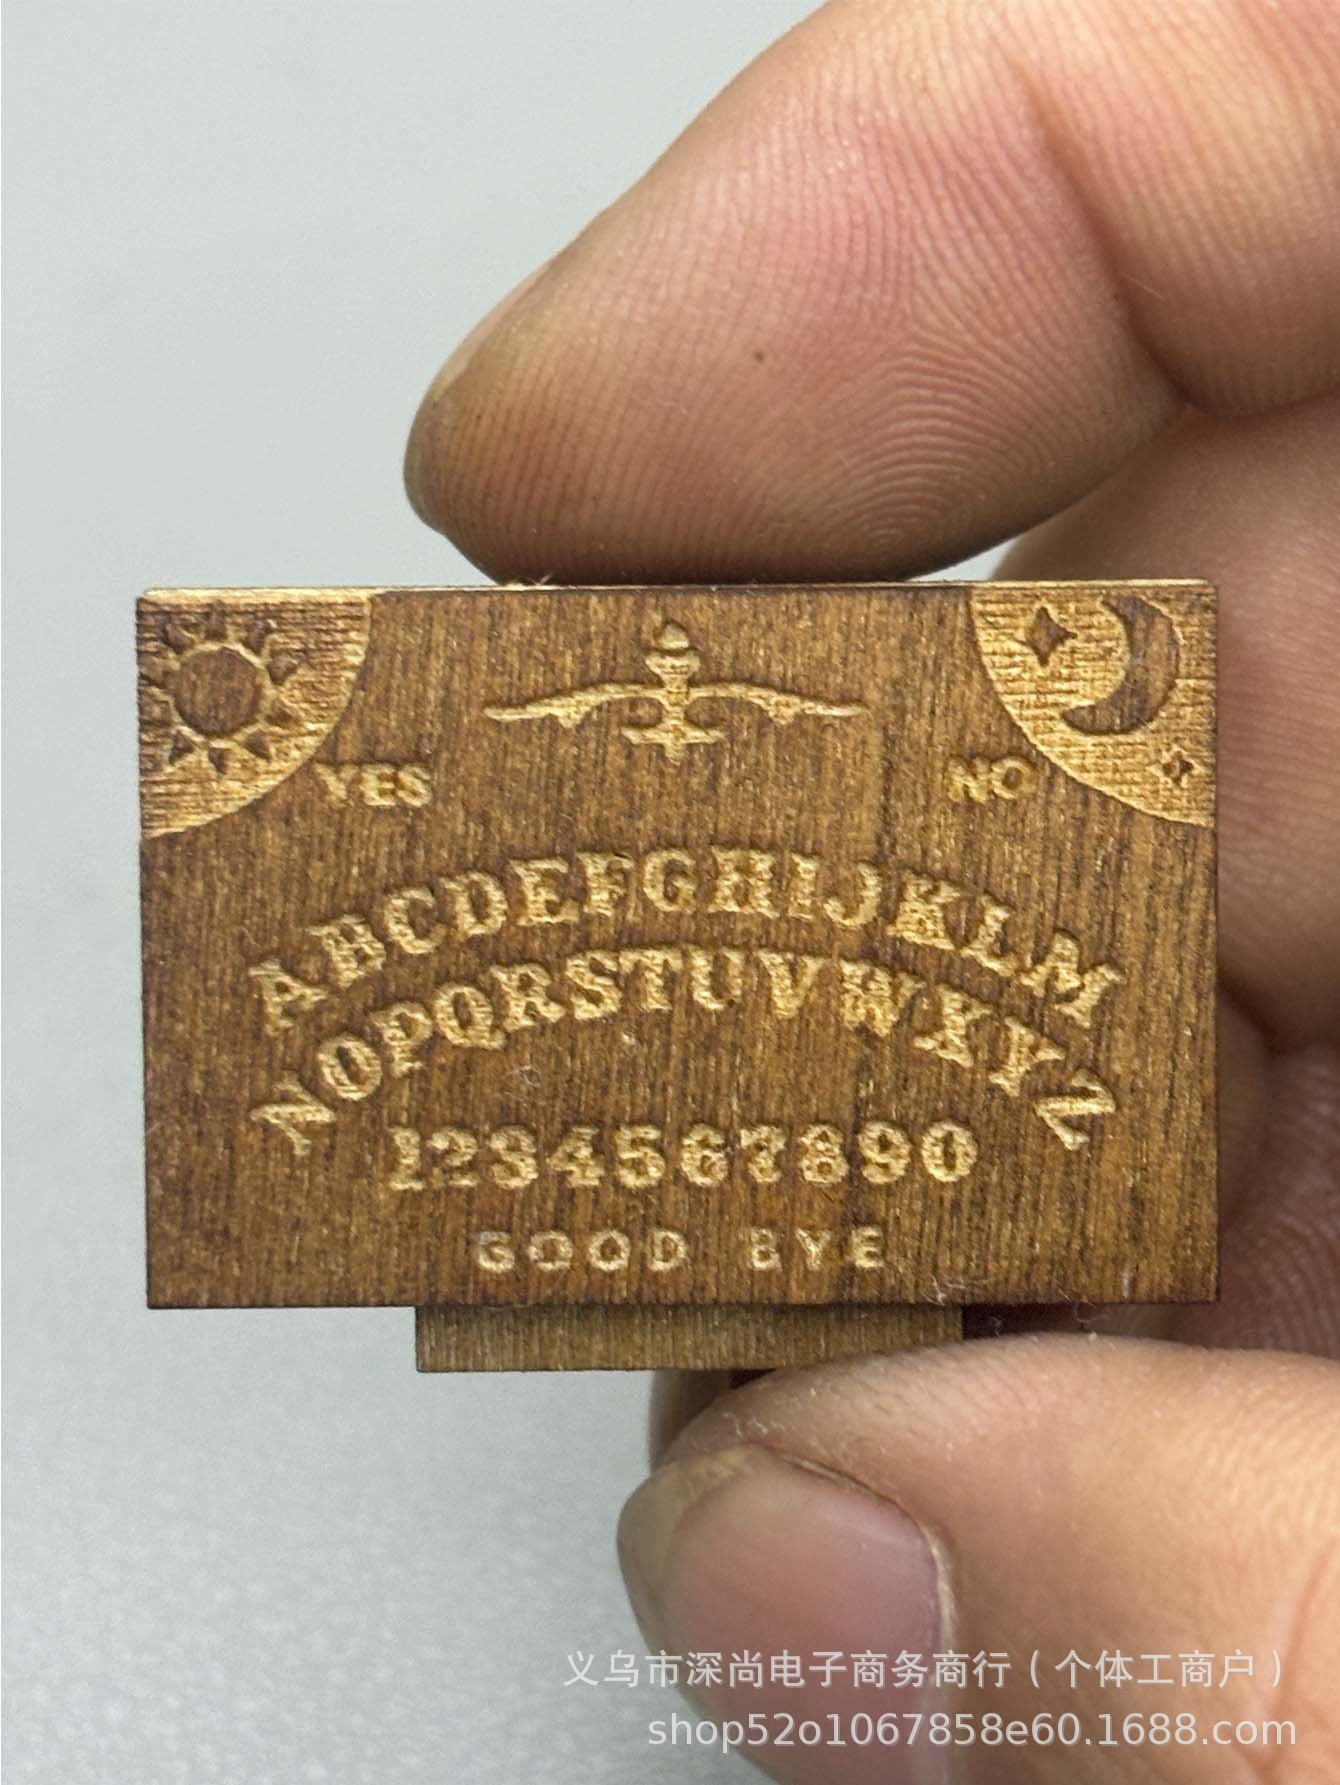 YES
NO
ABCDEFGHIJKLM
NOPQRSTUVWXYZ
1234567890
GOOD BYE
义乌市深尚电子商务商行（个体工商户）
shop52o1067858e60.1688.com